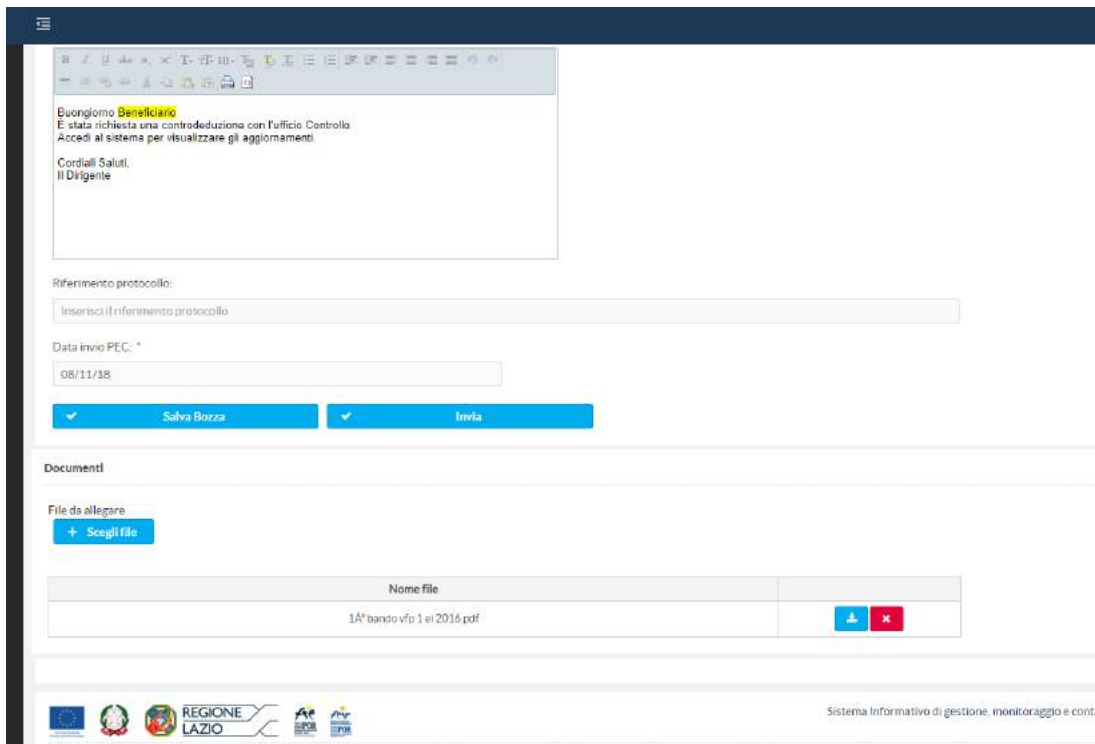 Buongiorno Beneficiario
È stata richiesta una controdeduzione con l'ufficio Controllo.
Accedi al sistema per visualizzare gli aggiornamenti.
Cordiali Saluti,
Il Dirigente
Riferimento protocollo:
Inserisci il riferimento protocollo
Data invio PEC: *
08/11/18
Salva Bozza
Invia
Documenti
File da allegare
+ Scegli file
Nome file
1Âº bando vfp 1 ei 2016.pdf
REGIONE
LAZIO
Sistema Informativo di gestione, monitoraggio e cont